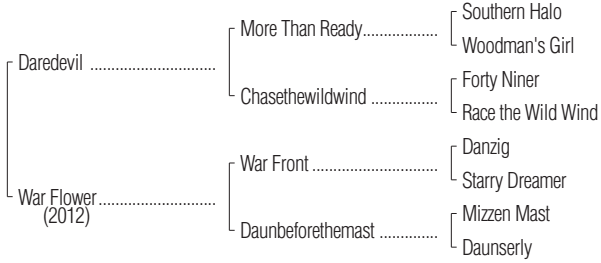 Southern Halo
More Than Ready..................
Woodman's Girl
Daredevil ..............................
Forty Niner
Chasethewildwind ................
Race the Wild Wind
Danzig
War Front ..............................
Starry Dreamer
War Flower............................
(2012)
Mizzen Mast
Daunbeforethemast ..............
Daunserly